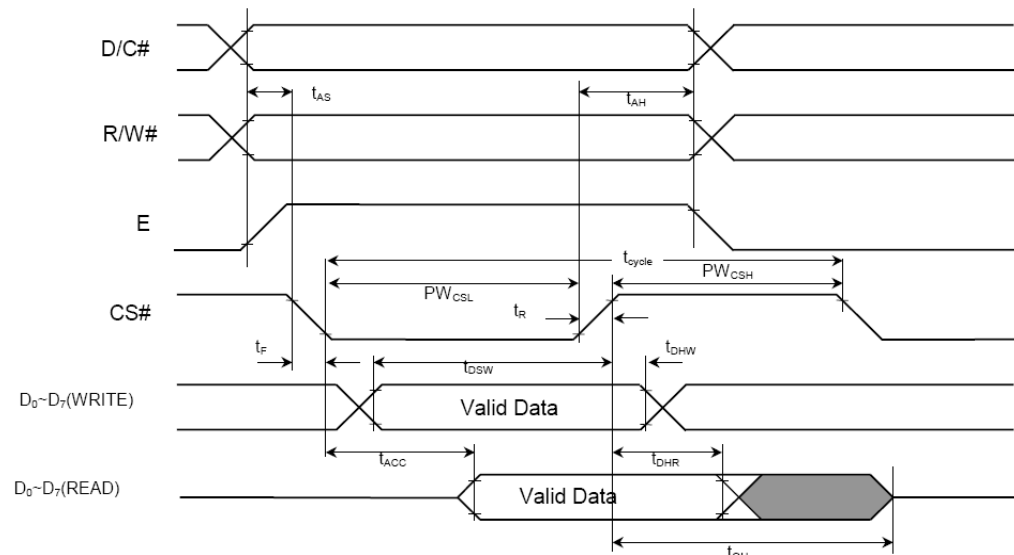 D/C#
tAS
tAH
R/W#
E
tcycle
PWCSL
PWCSH
CS#
tR
tF
tDSW
tDHW
D0~D7(WRITE)
Valid Data
tACC
tDHR
D0~D7(READ)
Valid Data